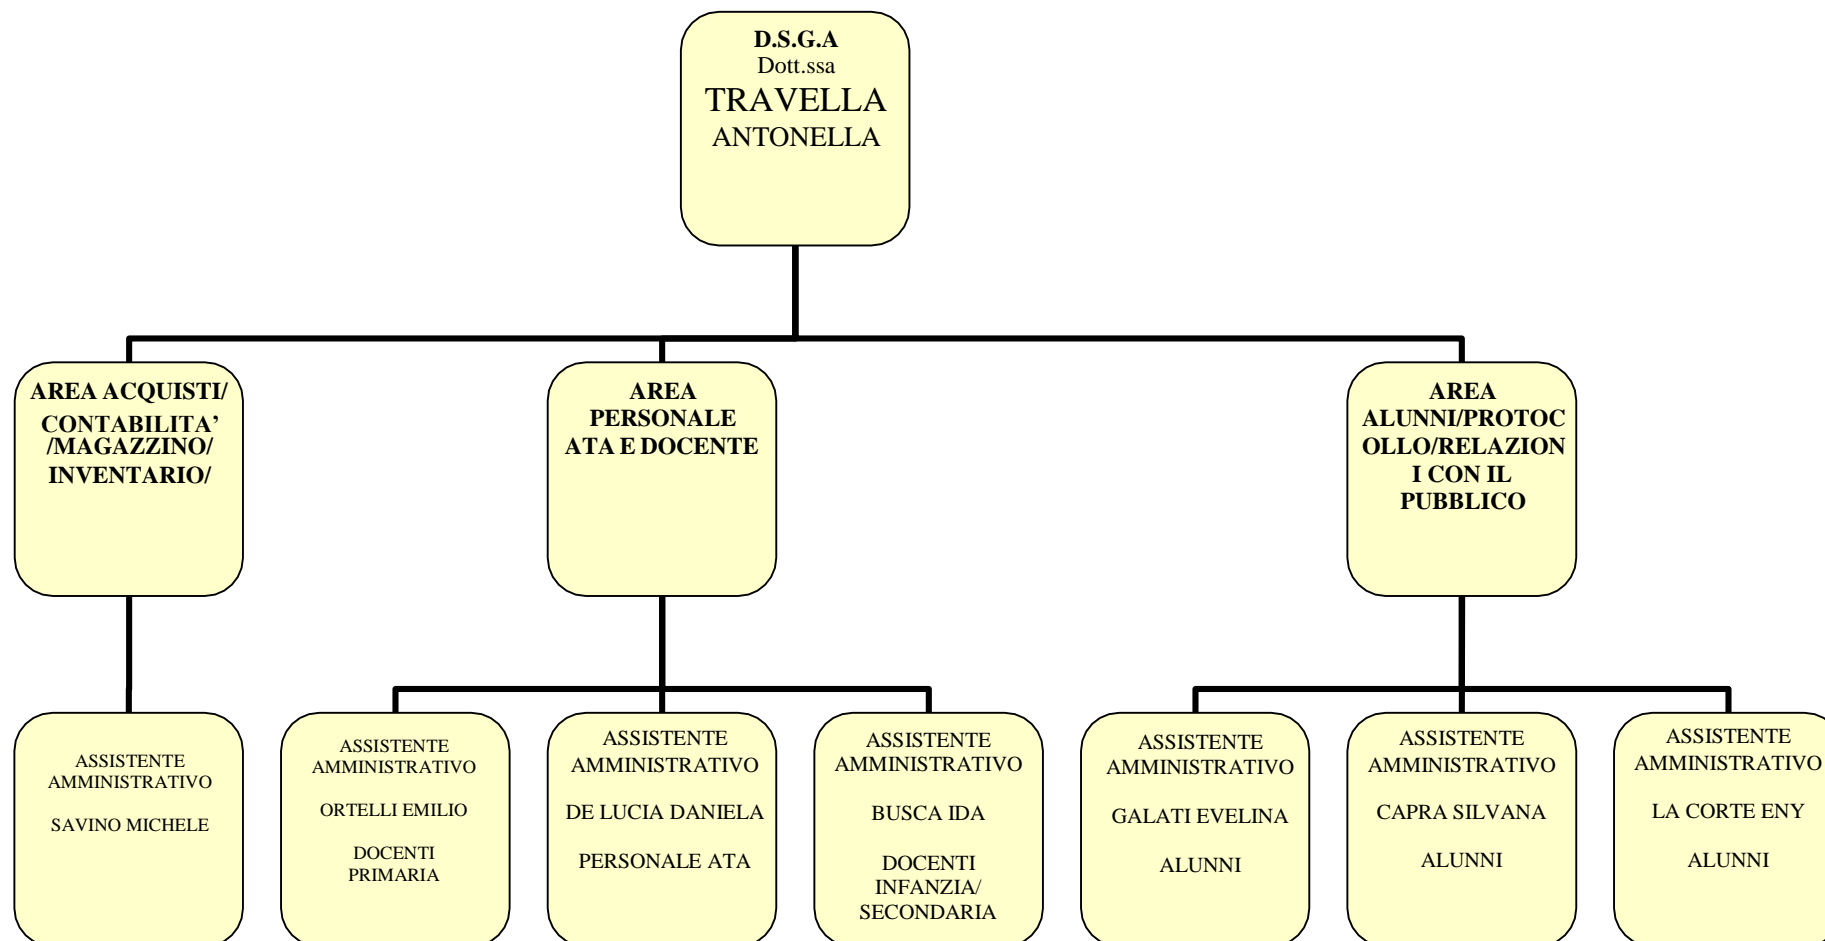 D.S.G.A
Dott.ssa
TRAVELLA
ANTONELLA
AREA ACQUISTI/
CONTABILITA’
/MAGAZZINO/
INVENTARIO/
AREA
PERSONALE
ATA E DOCENTE
AREA
ALUNNI/PROTOC
OLLO/RELAZION
I CON IL
PUBBLICO
ASSISTENTE
AMMINISTRATIVO
SAVINO MICHELE
ASSISTENTE
AMMINISTRATIVO
ORTELLI EMILIO
DOCENTI
PRIMARIA
ASSISTENTE
AMMINISTRATIVO
DE LUCIA DANIELA
PERSONALE ATA
ASSISTENTE
AMMINISTRATIVO
BUSCA IDA
DOCENTI
INFANZIA/
SECONDARIA
ASSISTENTE
AMMINISTRATIVO
GALATI EVELINA
ALUNNI
ASSISTENTE
AMMINISTRATIVO
CAPRA SILVANA
ALUNNI
ASSISTENTE
AMMINISTRATIVO
LA CORTE ENY
ALUNNI